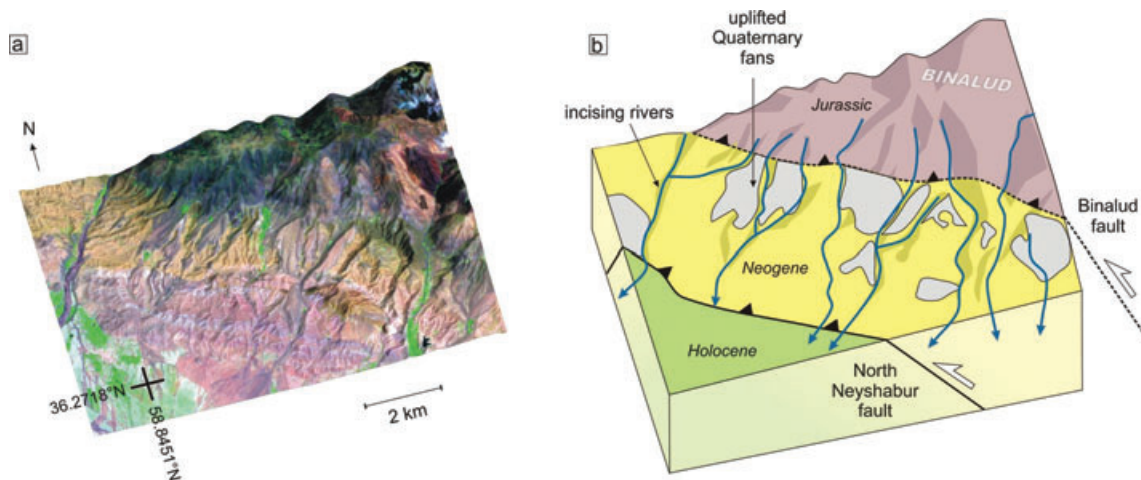 a
N
36.2718°N
58.8451°N
2 km
b
uplifted
Quaternary
fans
incising rivers
BINALUD
Jurassic
Binalud
fault
Neogene
Holocene
North
Neyshabur
fault